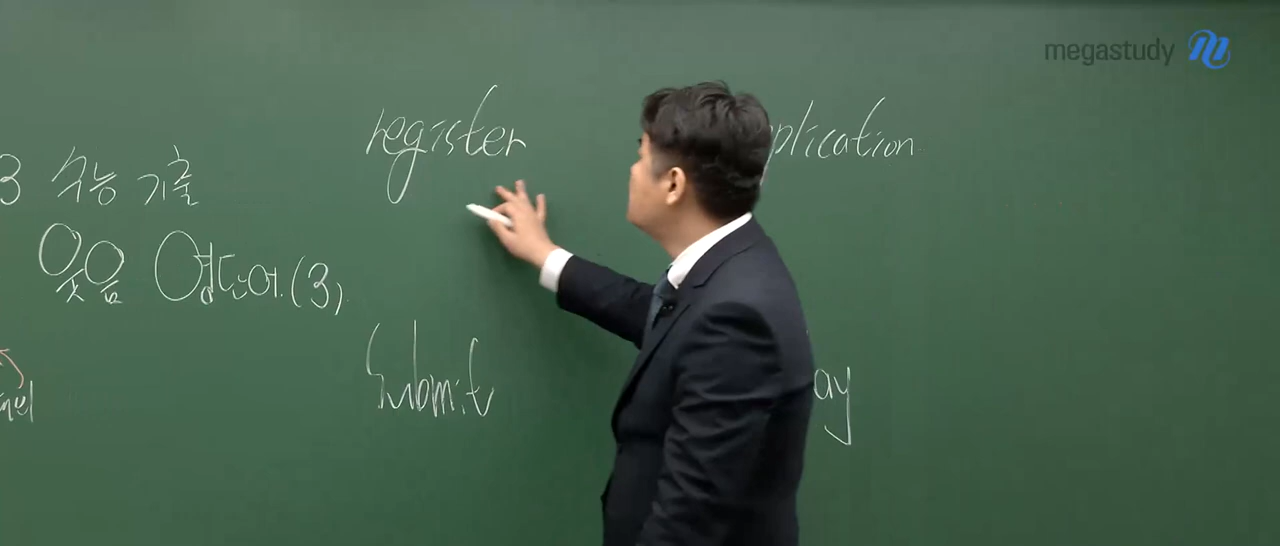 megastudy
3 수능 기출
웃음 영단어(3)
register
plication
submit
ay